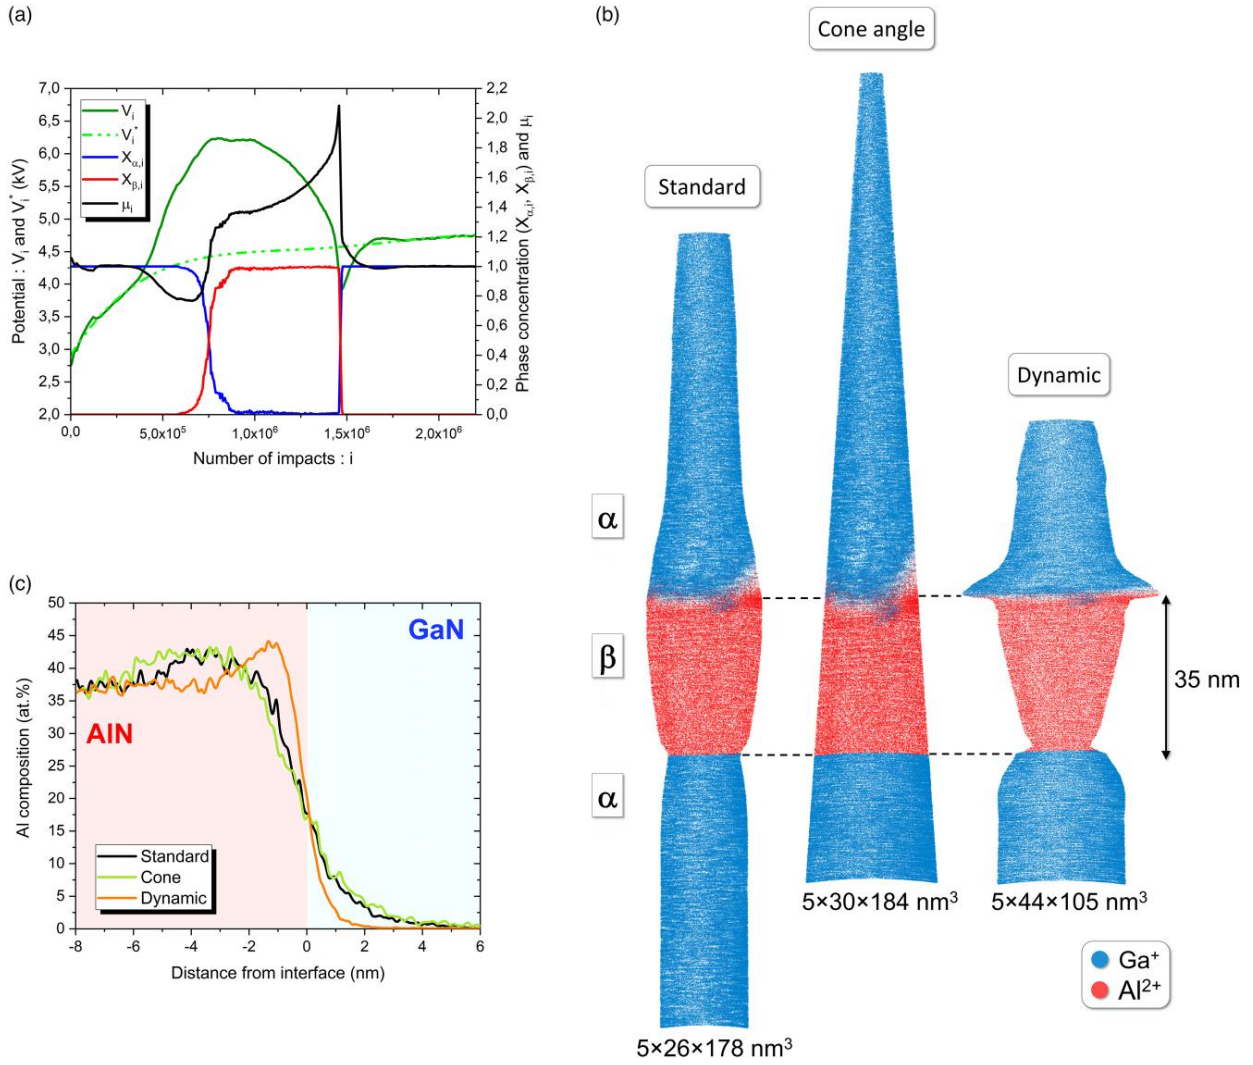 (a)
7,0
6,5
6,0
5,5
5,0
4,5
4,0
3,5
3,0
2,5
2,0
Potential : Vi and Vi* (kV)
Vi
Vi*
Xα,i
Xβ,i
μi
2,2
2,0
1,8
1,6
1,4
1,2
1,0
0,8
0,6
0,4
0,2
0,0
Phase concentration (Xα,i, Xβ,i) and μi
0,0 5,0x10⁵ 1,0x10⁶ 1,5x10⁶ 2,0x10⁶
Number of impacts : i
(b)
Cone angle
Standard
Dynamic
α
β
α
35 nm
5×30×184 nm³
5×44×105 nm³
5×26×178 nm³
Ga⁺
Al²⁺
(c)
50
45
40
35
30
25
20
15
10
5
0
Al composition (at.%)
GaN
AlN
Standard
Cone
Dynamic
-8 -6 -4 -2 0 2 4 6
Distance from interface (nm)